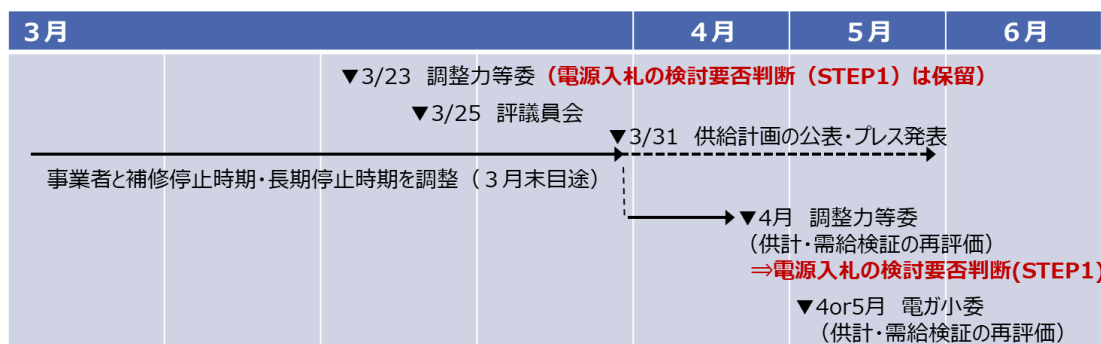 3月 4月 5月 6月
▼3/23 調整力等委（電源入札の検討要否判断（STEP1）は保留）
▼3/25 評議員会
▼3/31 供給計画の公表・プレス発表
事業者と補修停止時期・長期停止時期を調整（３月末目途）
▼4月 調整力等委
（供計・需給検証の再評価）
⇒電源入札の検討要否判断(STEP1)
▼4or5月 電ガ小委
（供計・需給検証の再評価）